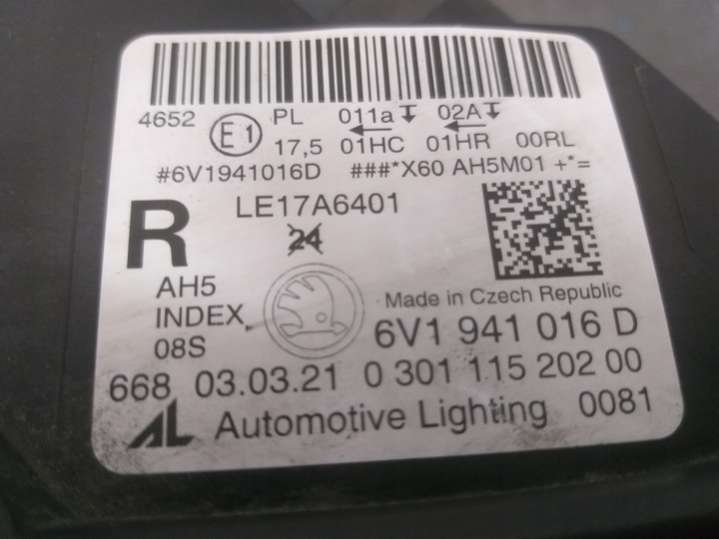 4652 E1 PL 011a 02A
17,5 01HC 01HR 00RL
#6V1941016D ###*X60 AH5M01 +*=
R LE17A6401
24
AH5
INDEX
08S
Made in Czech Republic
6V1 941 016 D
668 03.03.21 0 301 115 202 00
AL Automotive Lighting 0081